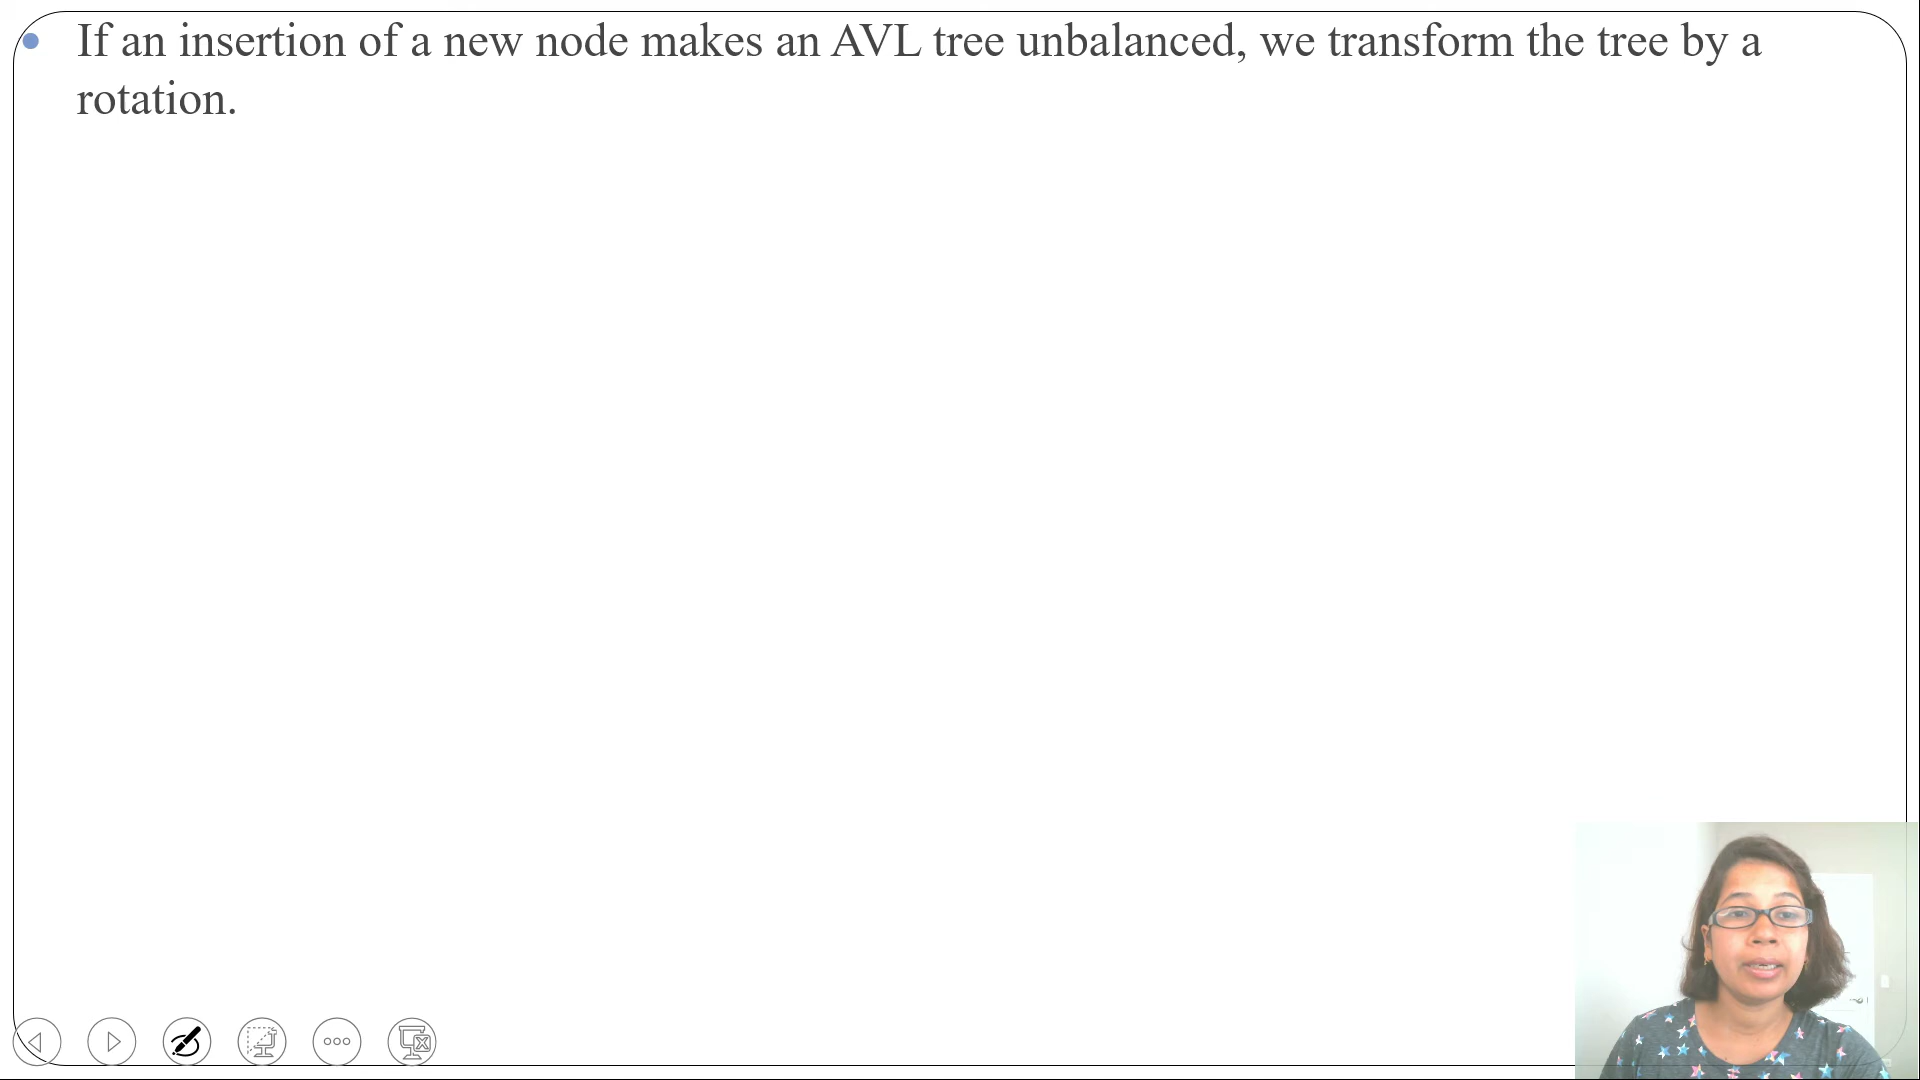 If an insertion of a new node makes an AVL tree unbalanced, we transform the tree by a
rotation.